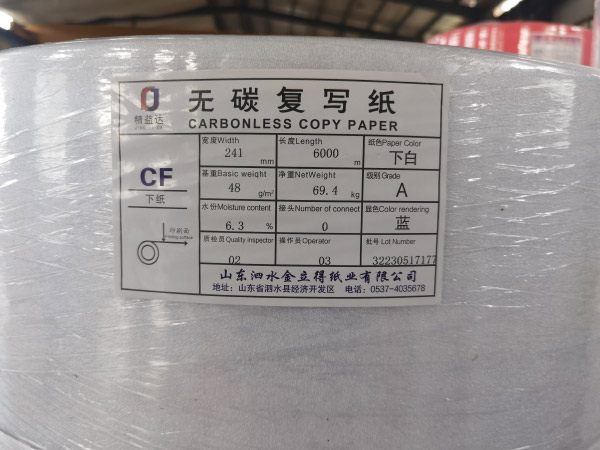 无碳复写纸
CARBONLESS COPY PAPER
精益达
CF
下纸
印刷面
宽度Width 241 mm
长度Length 6000 m
纸色Paper Color 下白
基重Basic weight 48 g/m²
净重NetWeight 69.4 kg
级别Grade A
水份Moisture content 6.3 %
接头Number of connect 0
显色Color rendering 蓝
质检员Quality inspector 02
操作员Operator 03
批号 Lot Number 32230517177
山东泗水金立得纸业有限公司
地址：山东省泗水县经济开发区 电话：0537-4035678